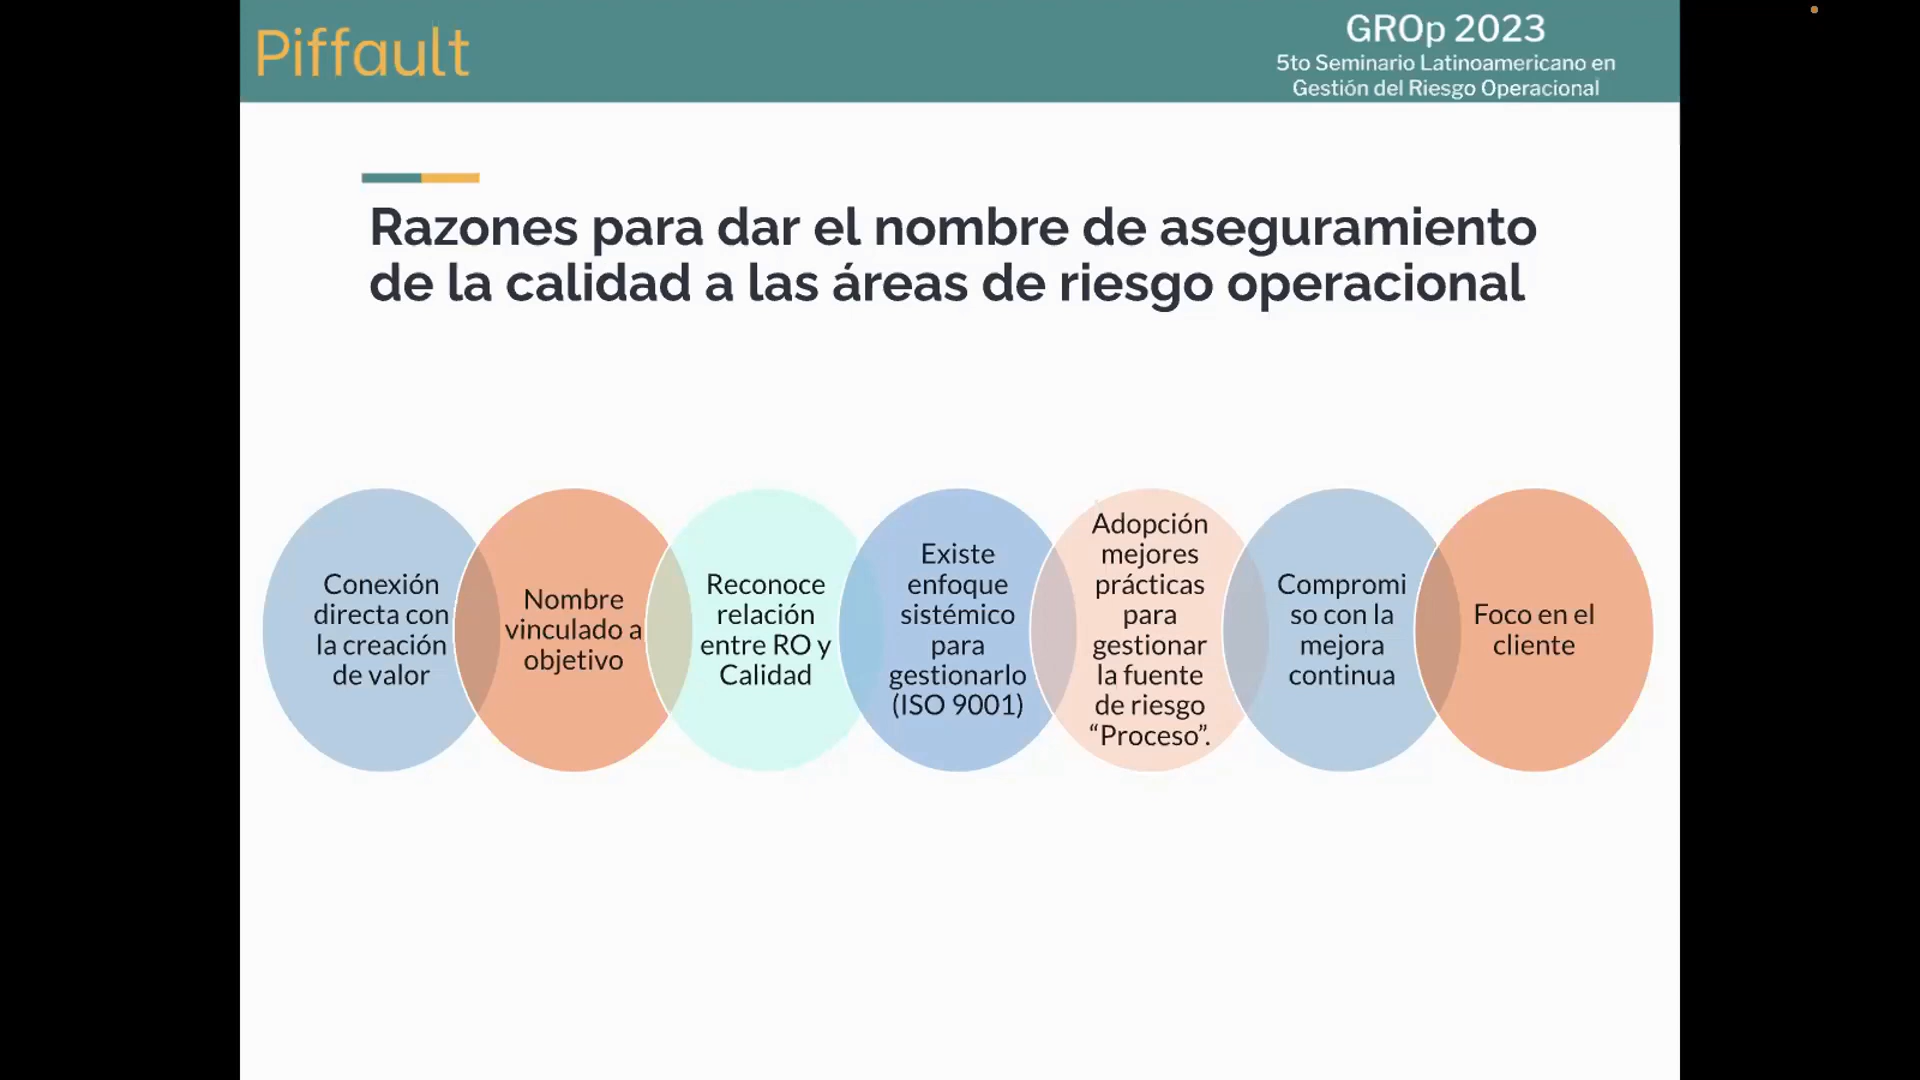 Piffault
GROp 2023
5to Seminario Latinoamericano en
Gestión del Riesgo Operacional
Razones para dar el nombre de aseguramiento
de la calidad a las áreas de riesgo operacional
Conexión
directa con
la creación
de valor
Nombre
vinculado a
objetivo
Reconoce
relación
entre RO y
Calidad
Existe
enfoque
sistémico
para
gestionarlo
(ISO 9001)
Adopción
mejores
prácticas
para
gestionar
la fuente
de riesgo
“Proceso”.
Compromi
so con la
mejora
continua
Foco en el
cliente